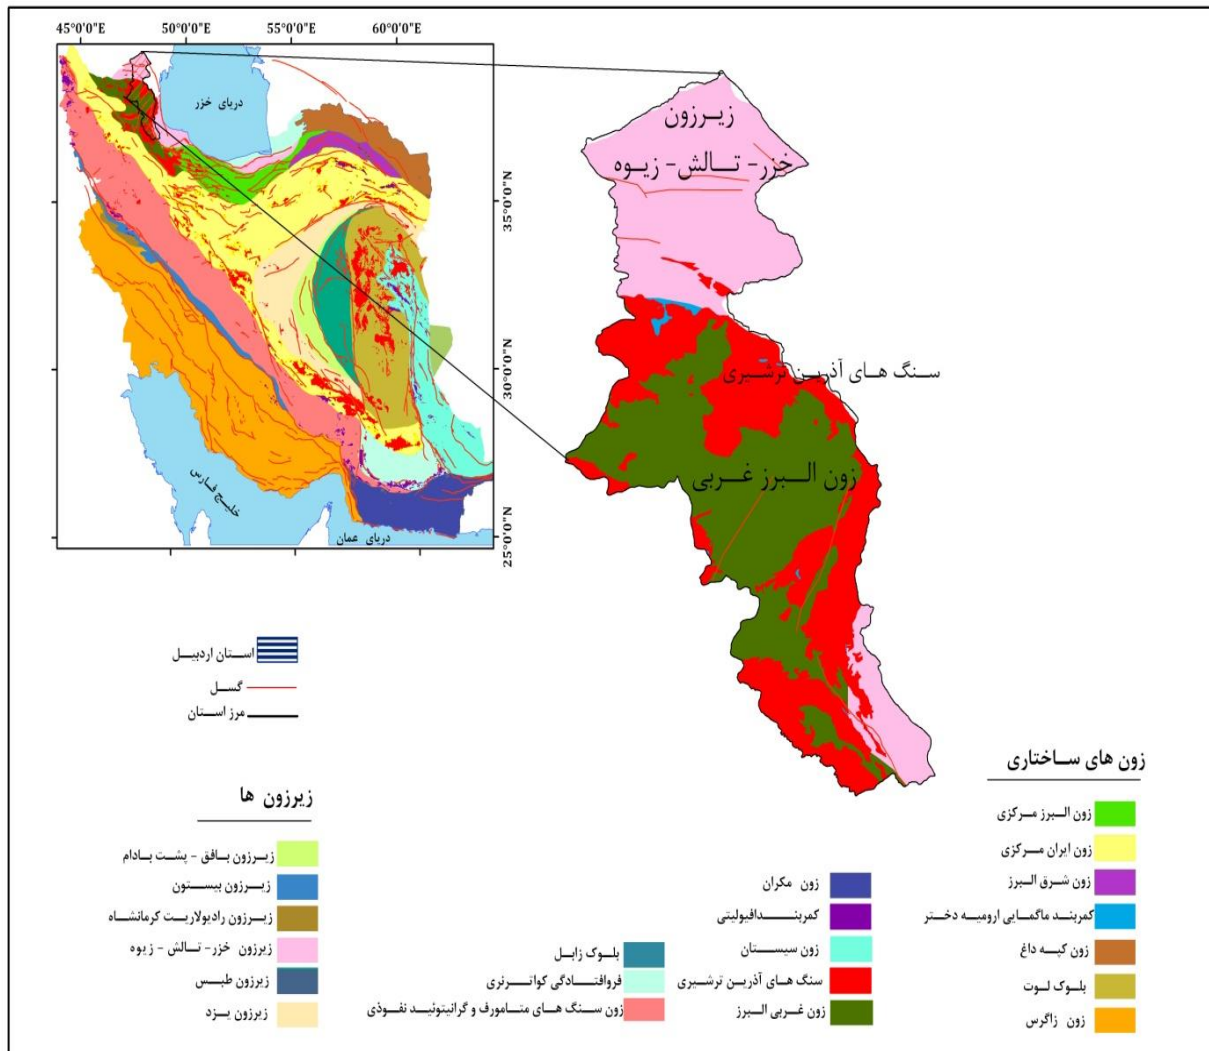 45°0'0"E
50°0'0"E
55°0'0"E
60°0'0"E
دریای خزر
35°0'0"N
30°0'0"N
25°0'0"N
خلیج فارس
دریای عمان
زیرزون
خزر- تالش- زیوه
سنگ های آذرین ترشیری
زون البرز غربی
استان اردبیل
گسل
مرز استان
زیرزون ها
زیرزون بافق - پشت بادام
زیرزون بیستون
زیرزون رادیولاریت کرمانشاه
زیرزون خزر- تالش - زیوه
زیرزون طبس
زیرزون یزد
بلوک زابل
فروافتادگی کواترنری
زون سنگ های متامورف و گرانیتوئید نفوذی
زون مکران
کمربند افیولیتی
زون سیستان
سنگ های آذرین ترشیری
زون غربی البرز
زون های ساختاری
زون البرز مرکزی
زون ایران مرکزی
زون شرق البرز
کمربند ماگمایی ارومیه دختر
زون کپه داغ
بلوک لوت
زون زاگرس